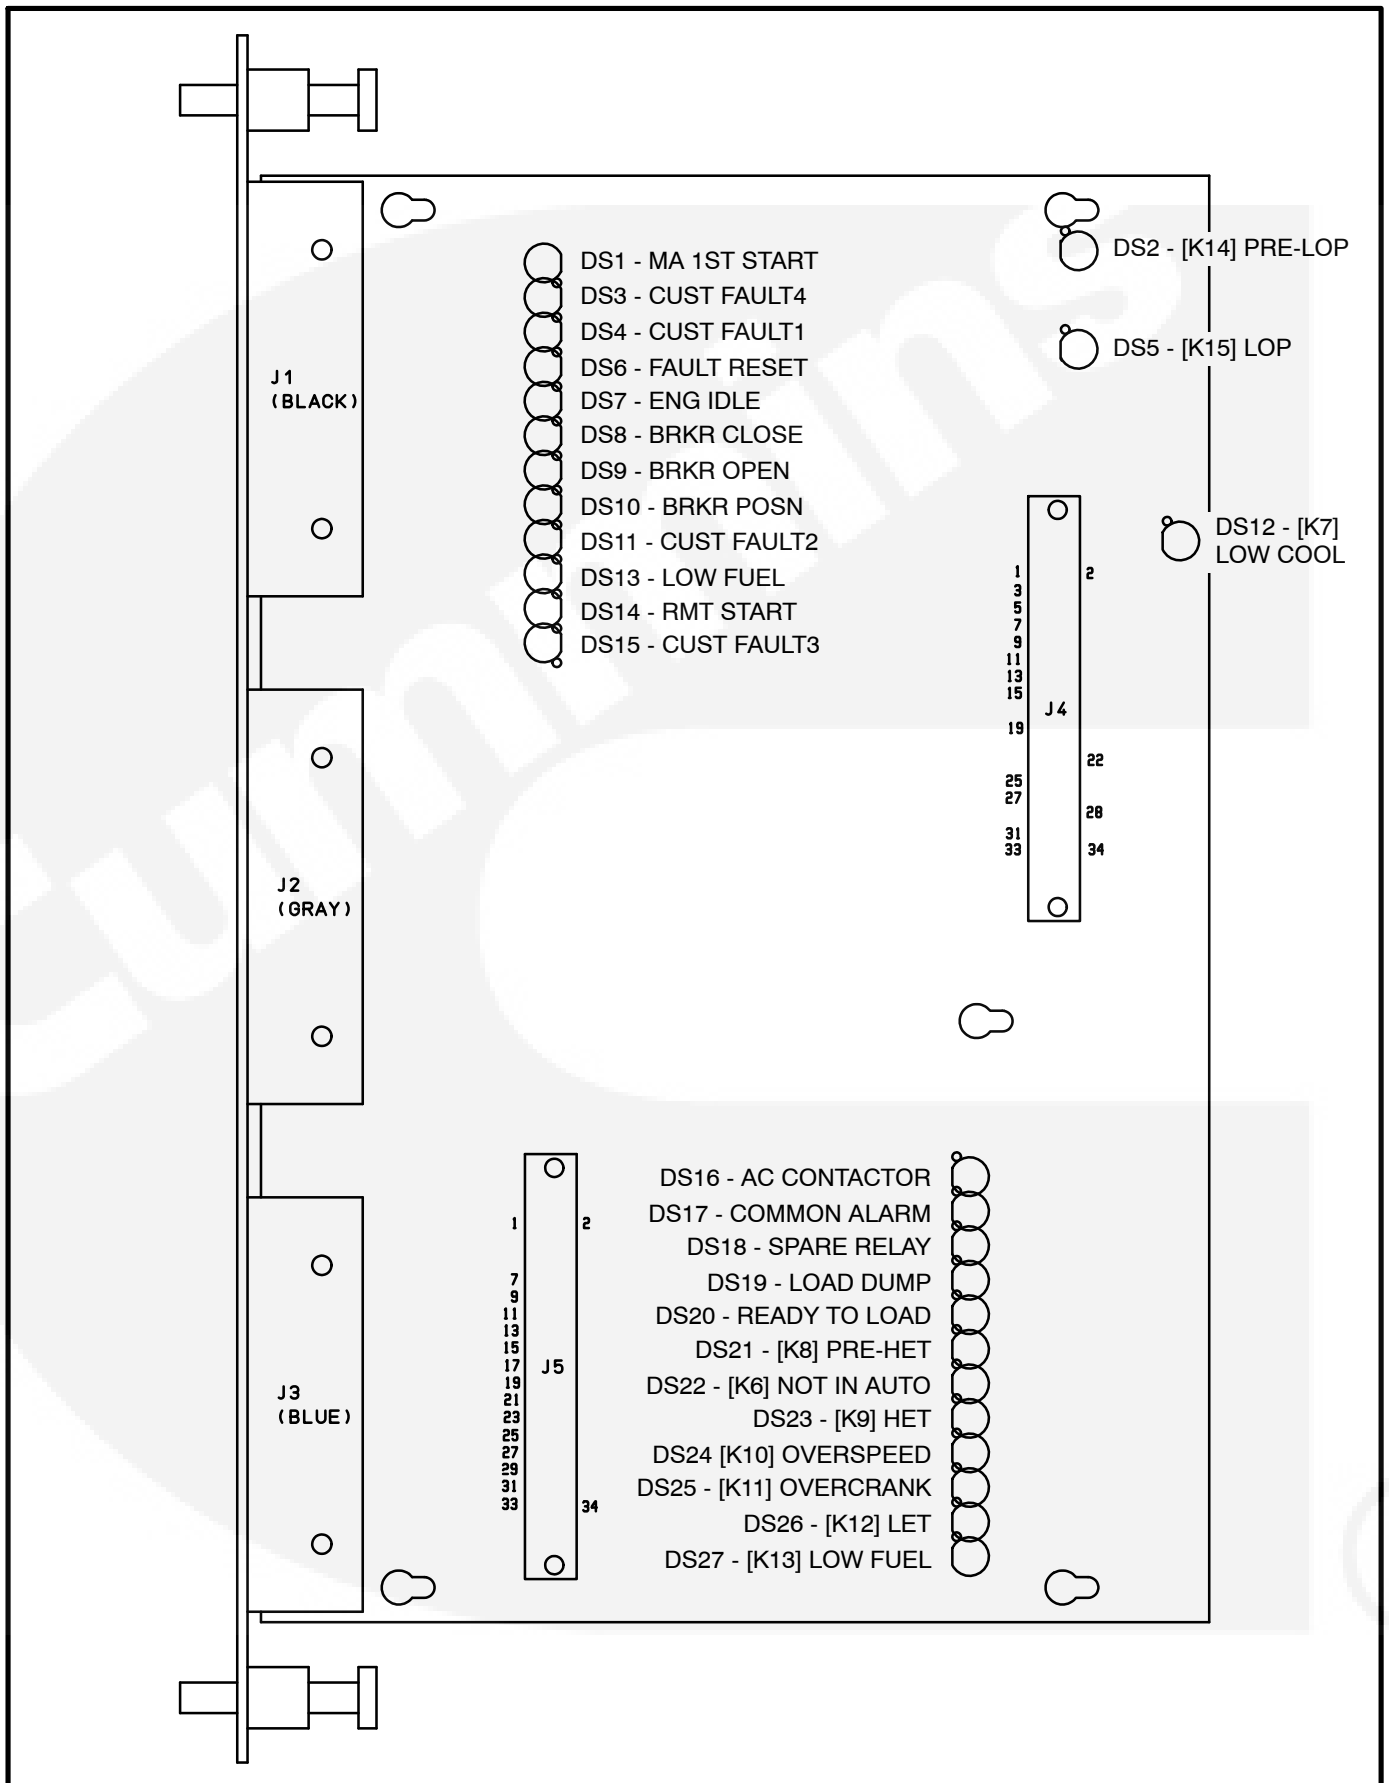 DS1 - MA 1ST START
DS3 - CUST FAULT4
DS4 - CUST FAULT1
DS6 - FAULT RESET
DS7 - ENG IDLE
DS8 - BRKR CLOSE
DS9 - BRKR OPEN
DS10 - BRKR POSN
DS11 - CUST FAULT2
DS13 - LOW FUEL
DS14 - RMT START
DS15 - CUST FAULT3
DS2 - [K14] PRE-LOP
DS5 - [K15] LOP
DS12 - [K7]
LOW COOL
J1
(BLACK)
J2
(GRAY)
J3
(BLUE)
J4
1
3
5
7
9
11
13
15
19
25
27
31
33
2
22
28
34
J5
1
7
9
11
13
15
17
19
21
23
25
27
29
31
33
2
34
DS16 - AC CONTACTOR
DS17 - COMMON ALARM
DS18 - SPARE RELAY
DS19 - LOAD DUMP
DS20 - READY TO LOAD
DS21 - [K8] PRE-HET
DS22 - [K6] NOT IN AUTO
DS23 - [K9] HET
DS24 [K10] OVERSPEED
DS25 - [K11] OVERCRANK
DS26 - [K12] LET
DS27 - [K13] LOW FUEL
Cummins